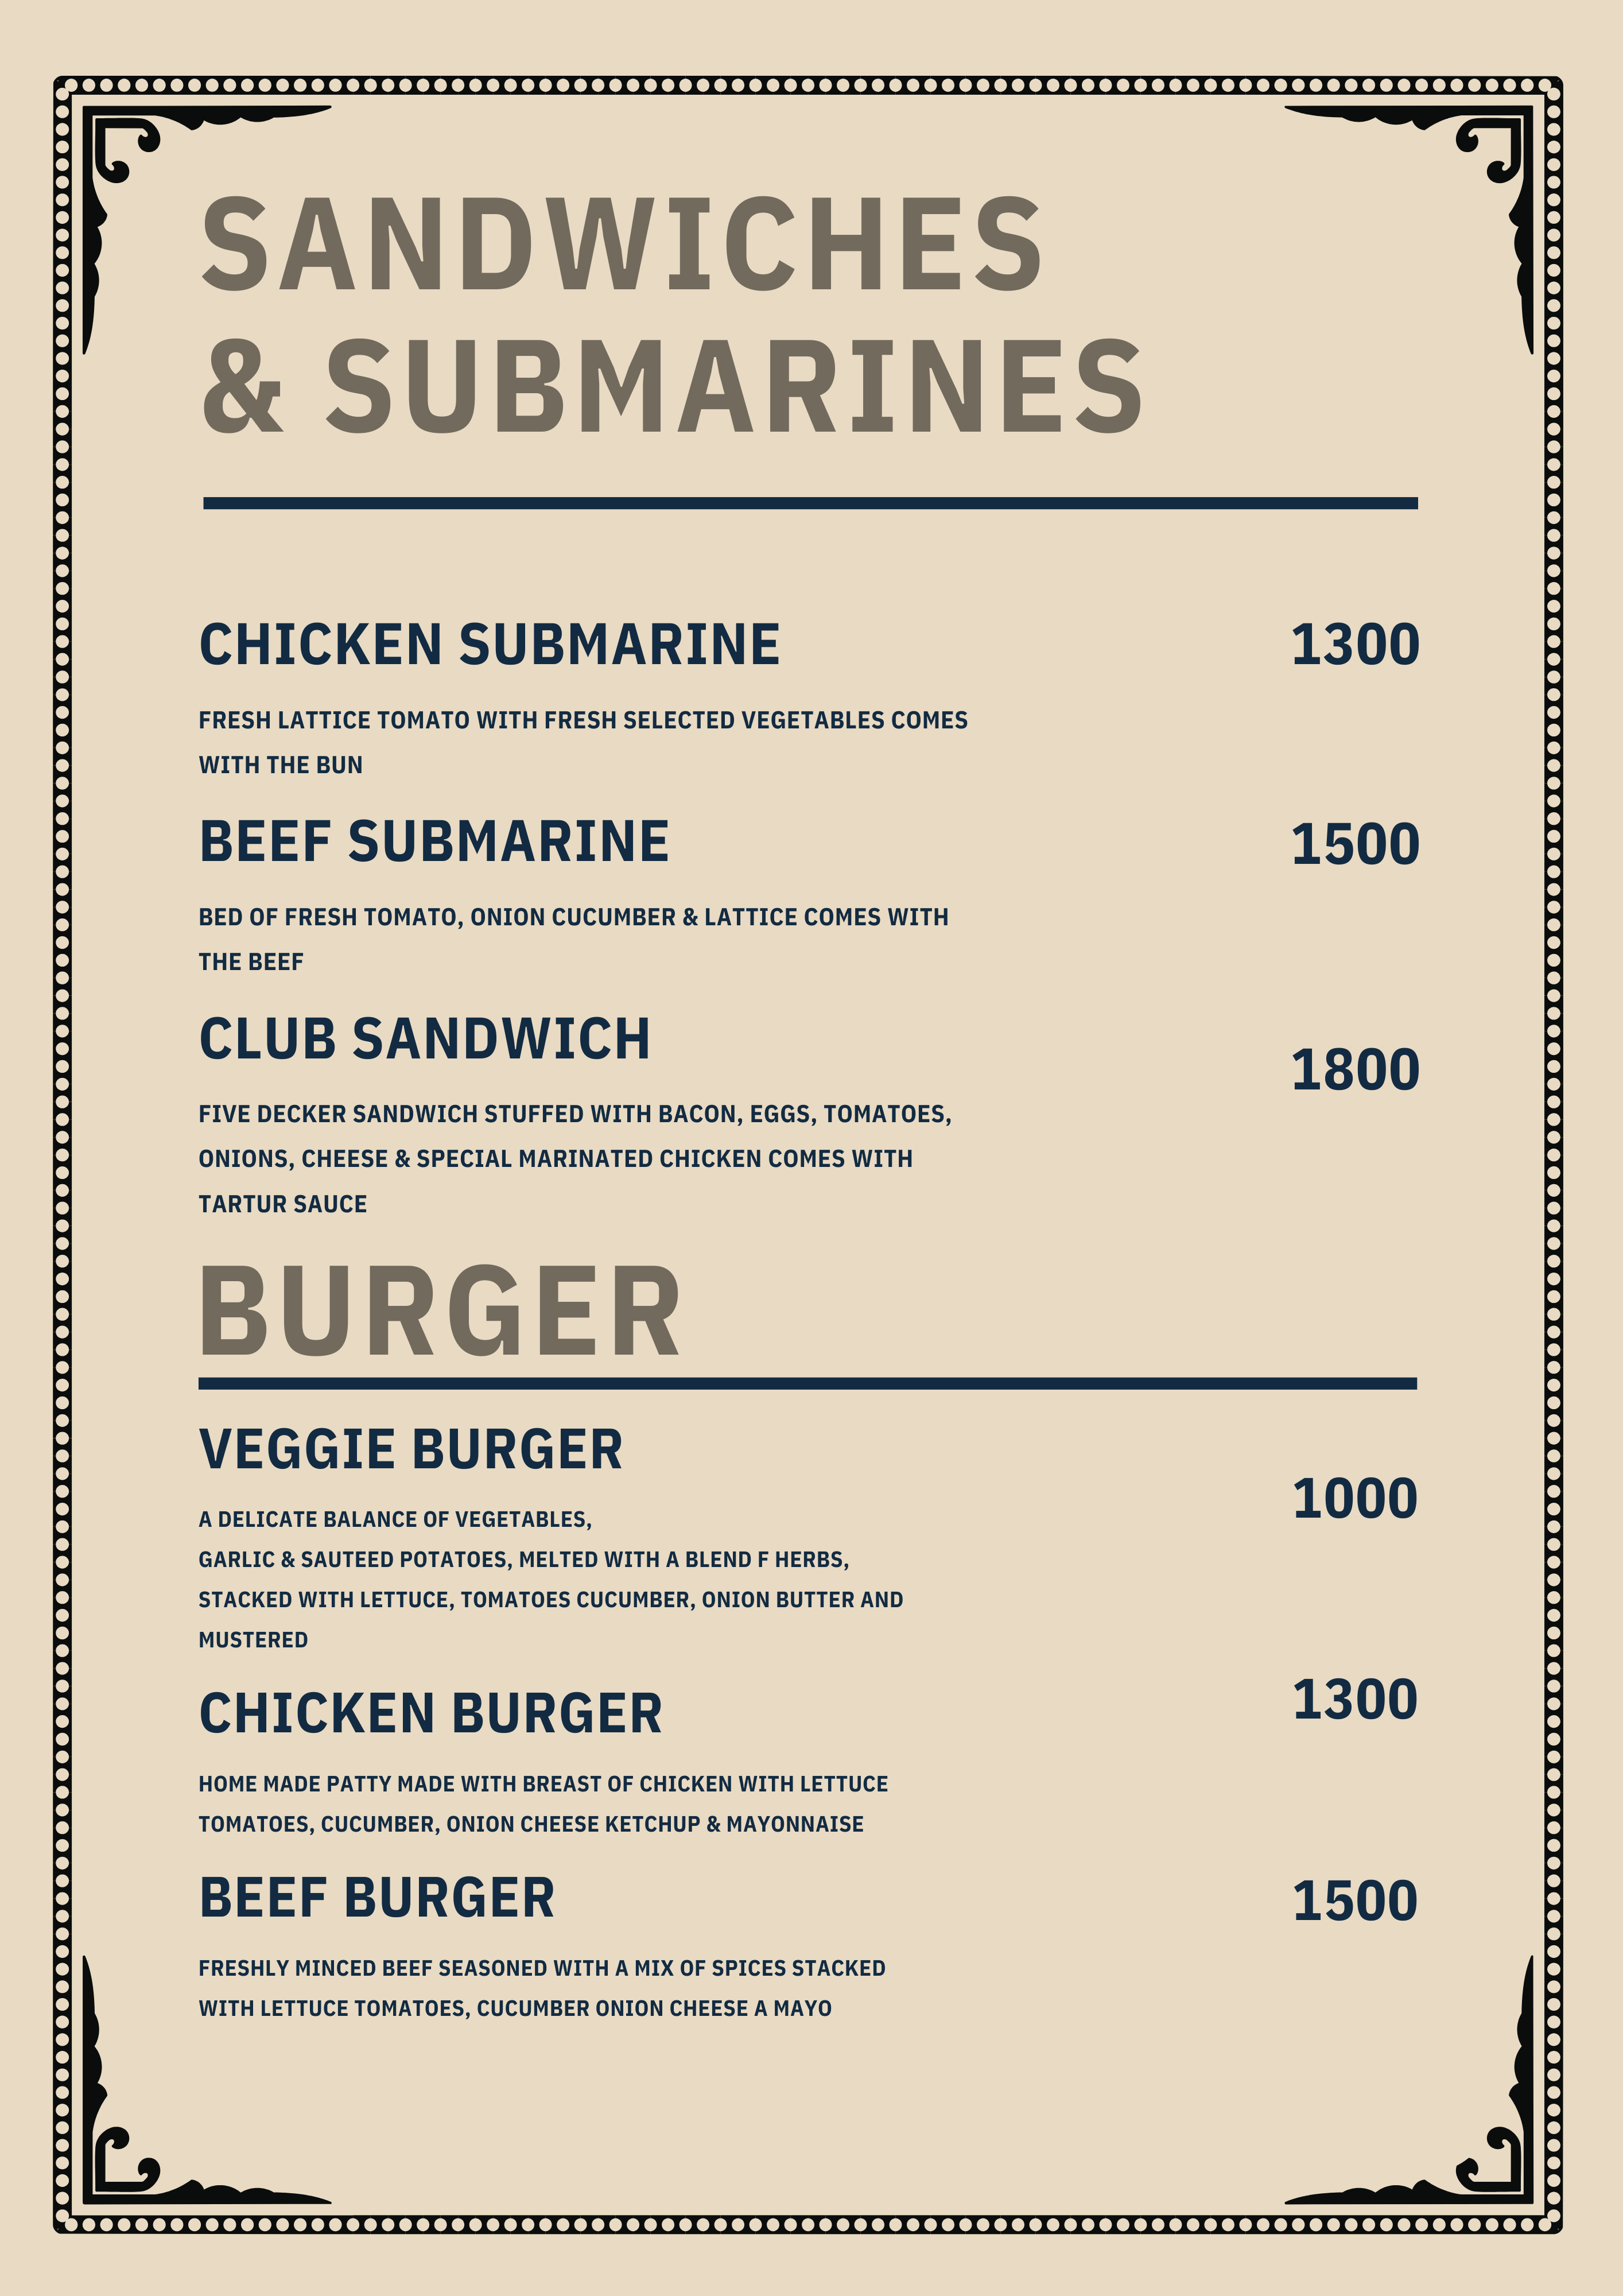 SANDWICHES
& SUBMARINES
CHICKEN SUBMARINE 1300
FRESH LATTICE TOMATO WITH FRESH SELECTED VEGETABLES COMES
WITH THE BUN
BEEF SUBMARINE 1500
BED OF FRESH TOMATO, ONION CUCUMBER & LATTICE COMES WITH
THE BEEF
CLUB SANDWICH 1800
FIVE DECKER SANDWICH STUFFED WITH BACON, EGGS, TOMATOES,
ONIONS, CHEESE & SPECIAL MARINATED CHICKEN COMES WITH
TARTUR SAUCE
BURGER
VEGGIE BURGER 1000
A DELICATE BALANCE OF VEGETABLES,
GARLIC & SAUTEED POTATOES, MELTED WITH A BLEND F HERBS,
STACKED WITH LETTUCE, TOMATOES CUCUMBER, ONION BUTTER AND
MUSTERED
CHICKEN BURGER 1300
HOME MADE PATTY MADE WITH BREAST OF CHICKEN WITH LETTUCE
TOMATOES, CUCUMBER, ONION CHEESE KETCHUP & MAYONNAISE
BEEF BURGER 1500
FRESHLY MINCED BEEF SEASONED WITH A MIX OF SPICES STACKED
WITH LETTUCE TOMATOES, CUCUMBER ONION CHEESE A MAYO